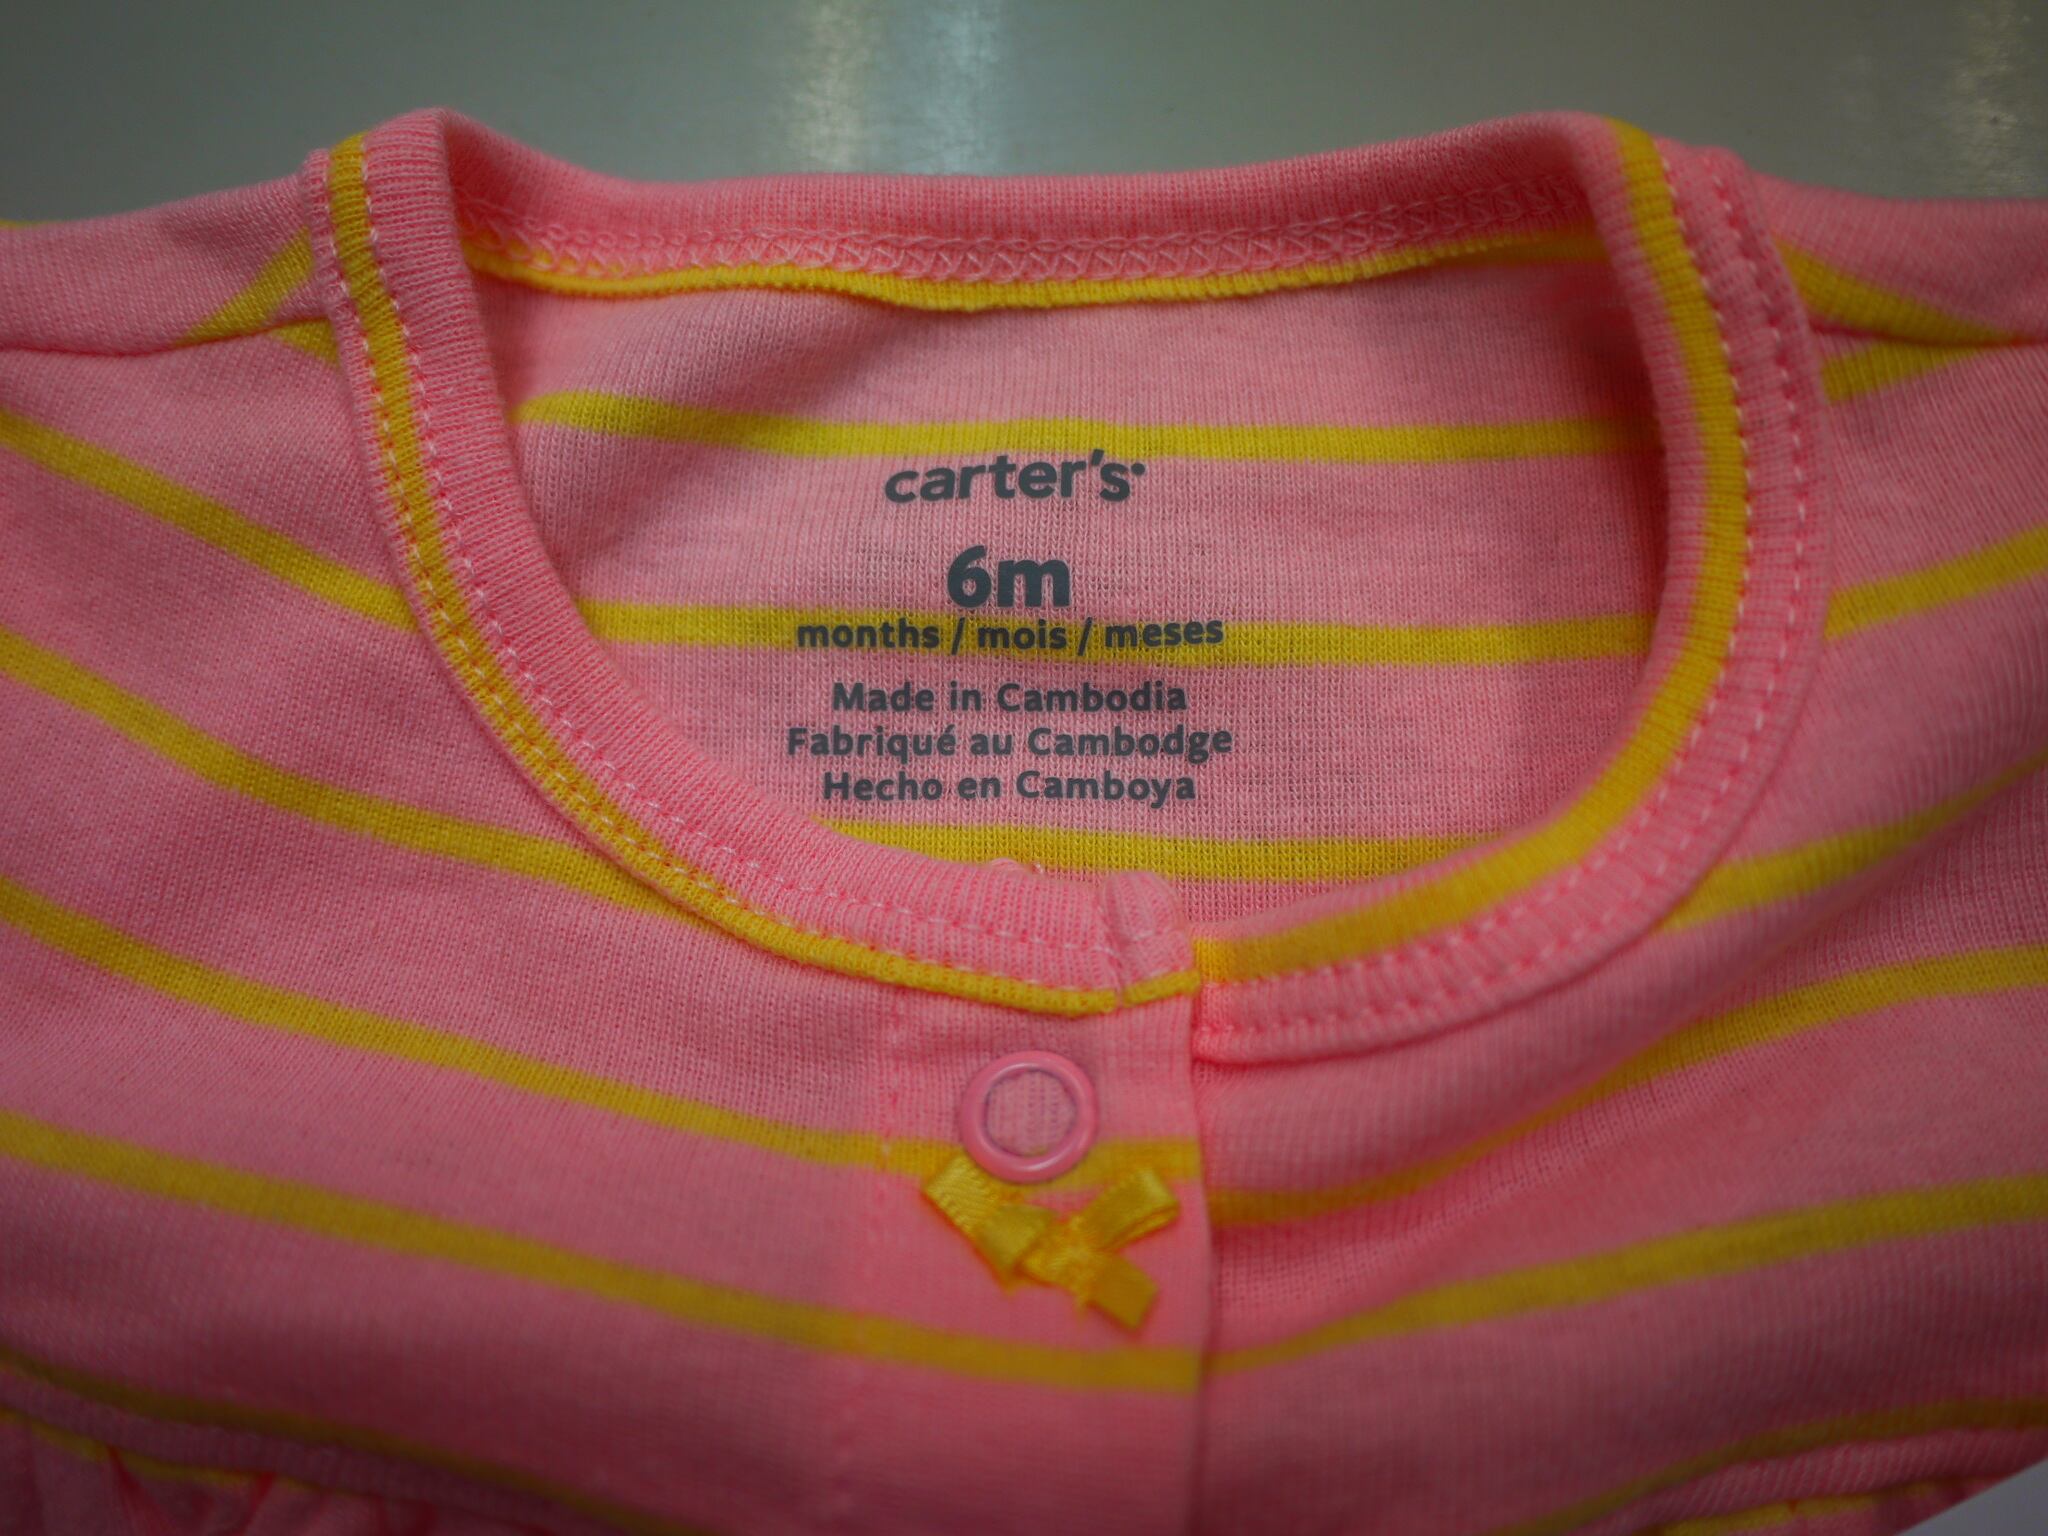 carter's
6m
months / mois / meses
Made in Cambodia
Fabriqué au Cambodge
Hecho en Camboya